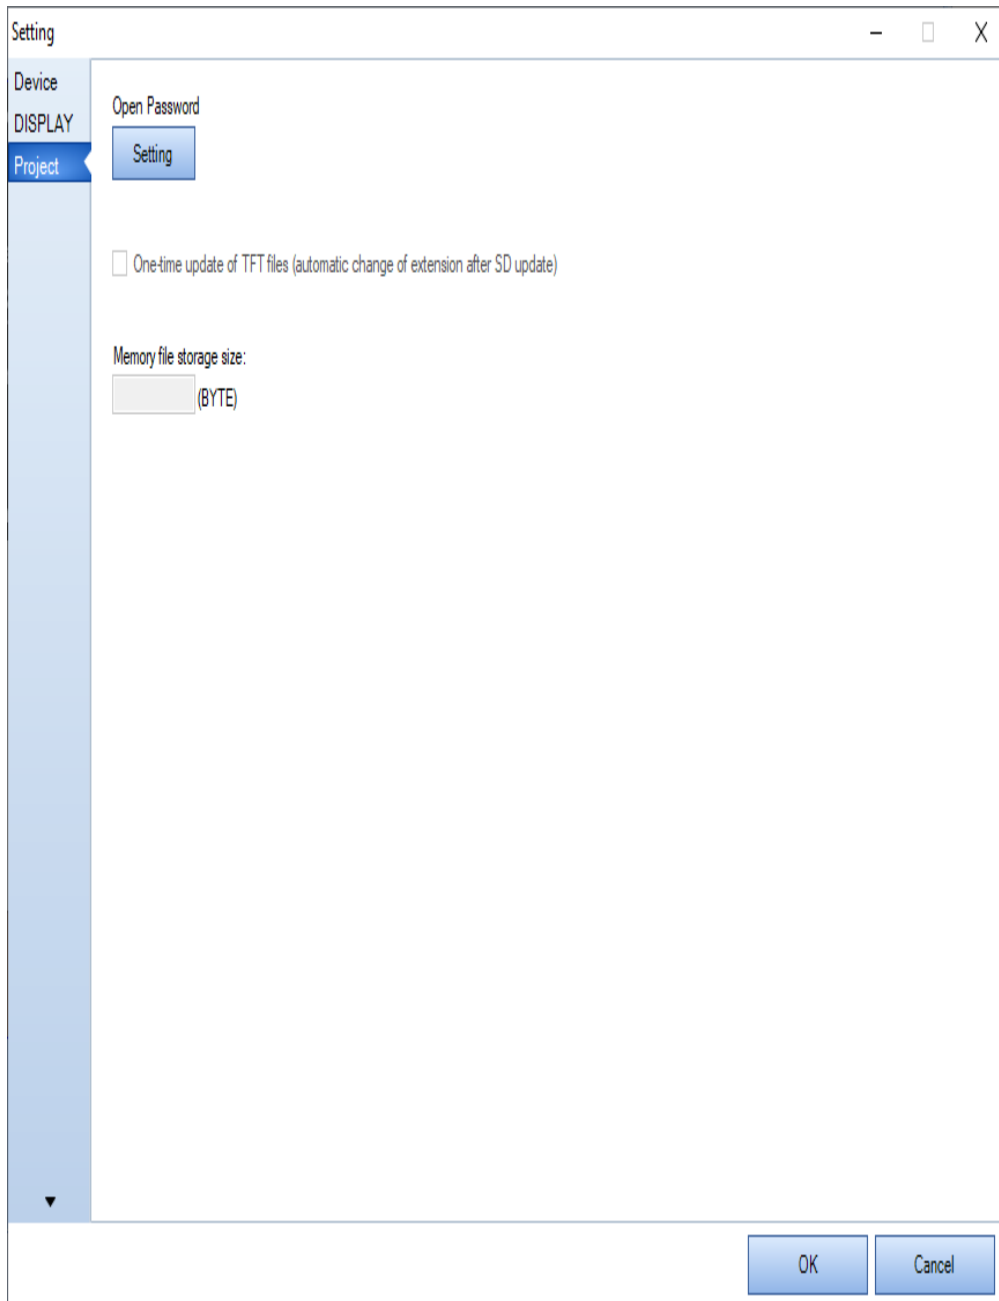 Setting
Device
DISPLAY
Project
Open Password
Setting
One-time update of TFT files (automatic change of extension after SD update)
Memory file storage size:
(BYTE)
OK
Cancel